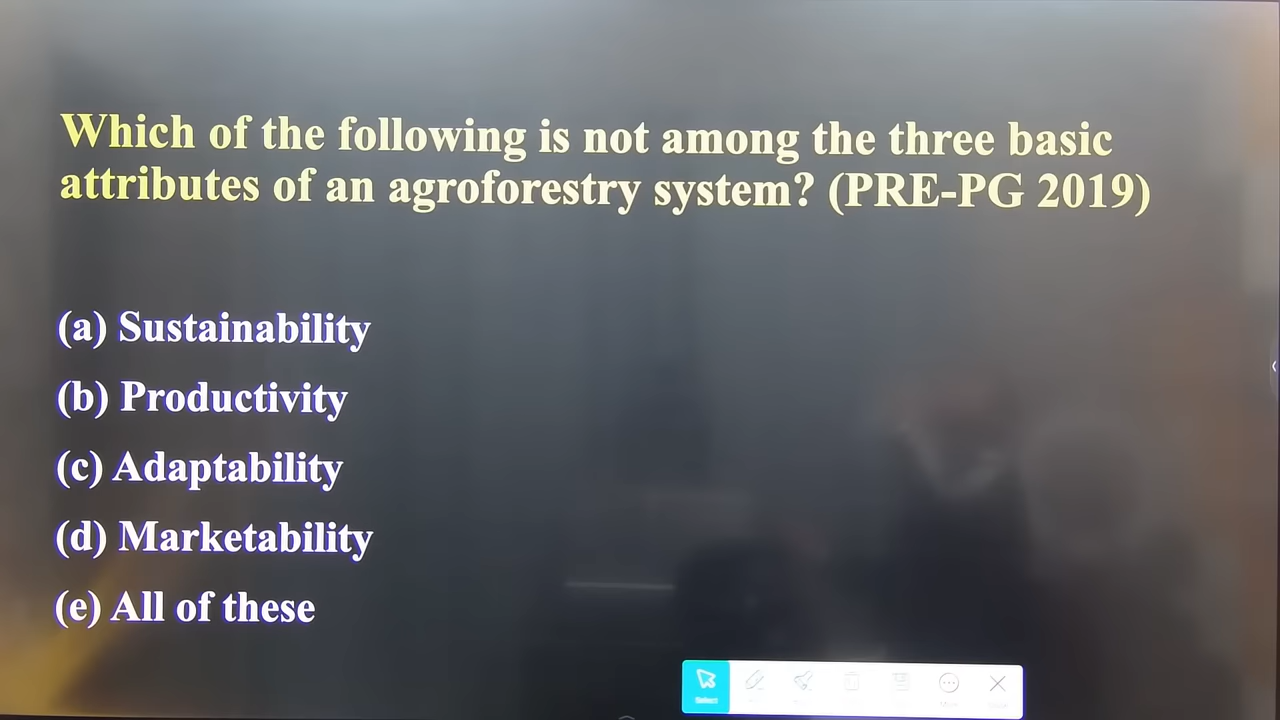 Which of the following is not among the three basic
attributes of an agroforestry system? (PRE-PG 2019)
(a) Sustainability
(b) Productivity
(c) Adaptability
(d) Marketability
(e) All of these
Select